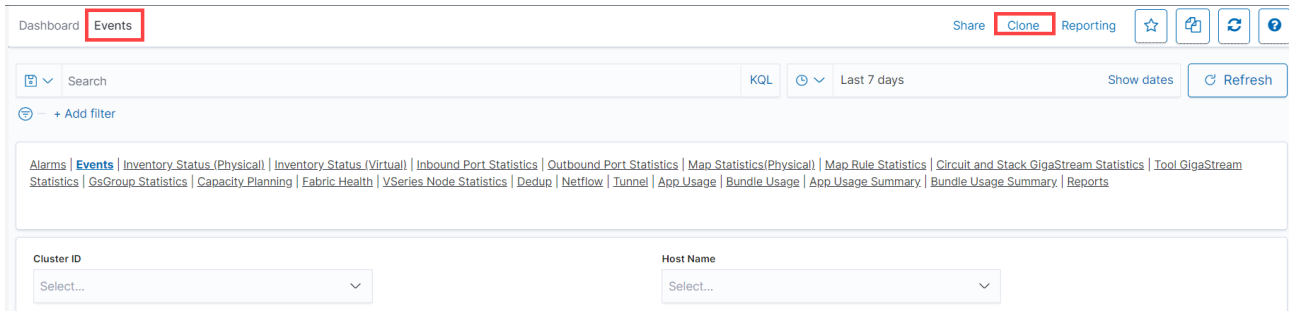 Dashboard Events Share Clone Reporting
Search KQL Last 7 days Show dates Refresh
+ Add filter
Alarms | Events | Inventory Status (Physical) | Inventory Status (Virtual) | Inbound Port Statistics | Outbound Port Statistics | Map Statistics(Physical) | Map Rule Statistics | Circuit and Stack GigaStream Statistics | Tool GigaStream
Statistics | GsGroup Statistics | Capacity Planning | Fabric Health | VSeries Node Statistics | Dedup | Netflow | Tunnel | App Usage | Bundle Usage | App Usage Summary | Bundle Usage Summary | Reports
Cluster ID Host Name
Select... Select...